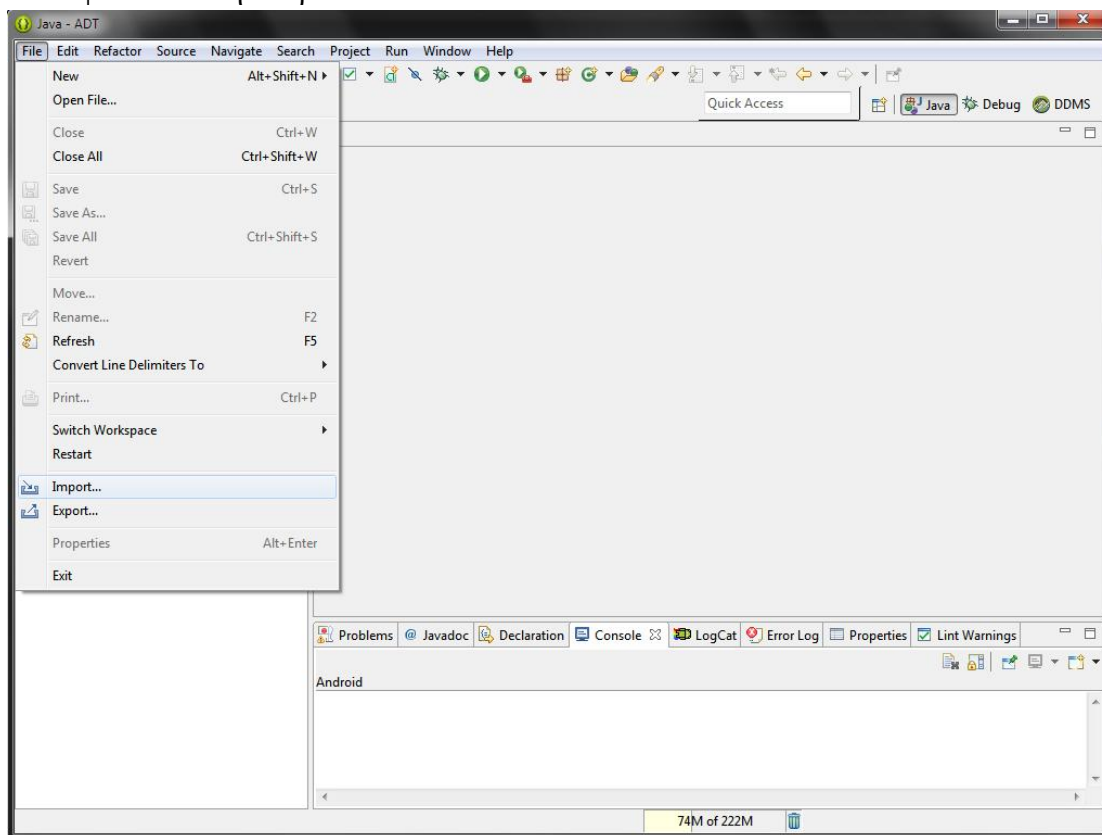 Java - ADT
File Edit Refactor Source Navigate Search Project Run Window Help
New Alt+Shift+N
Open File...
Quick Access Java Debug DDMS
Close Ctrl+W
Close All Ctrl+Shift+W
Save Ctrl+S
Save As...
Save All Ctrl+Shift+S
Revert
Move...
Rename... F2
Refresh F5
Convert Line Delimiters To
Print... Ctrl+P
Switch Workspace
Restart
Import...
Export...
Properties Alt+Enter
Exit
Problems @ Javadoc Declaration Console LogCat Error Log Properties Lint Warnings
Android
74M of 222M